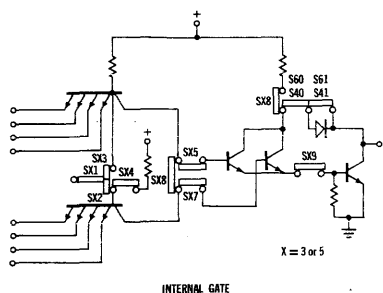 +
S60 S61
SX8 S40 S41
+
SX3
SX1 SX4
SX2
SX8
SX5
SX7
SX9
X = 3 or 5
INTERNAL GATE